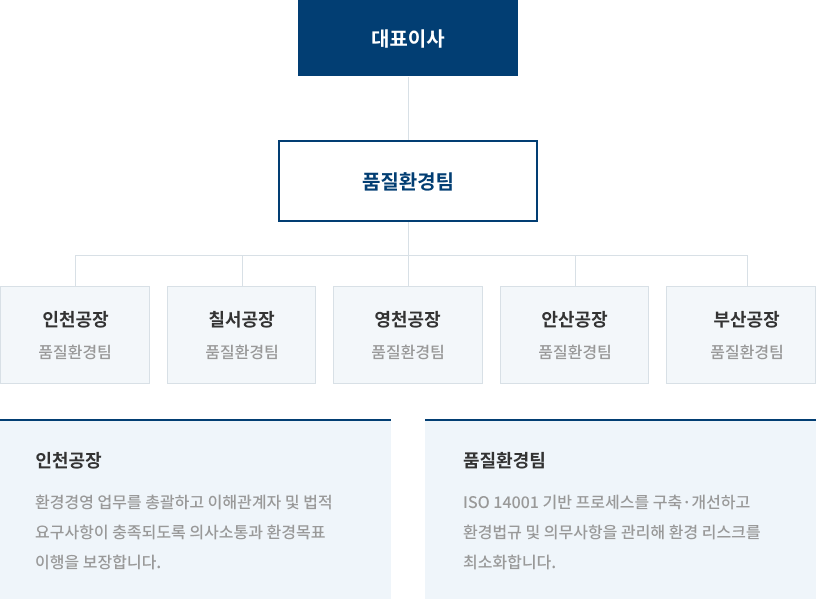 대표이사
품질환경팀
인천공장
품질환경팀
칠서공장
품질환경팀
영천공장
품질환경팀
안산공장
품질환경팀
부산공장
품질환경팀
인천공장
환경경영 업무를 총괄하고 이해관계자 및 법적
요구사항이 충족되도록 의사소통과 환경목표
이행을 보장합니다.
품질환경팀
ISO 14001 기반 프로세스를 구축·개선하고
환경법규 및 의무사항을 관리해 환경 리스크를
최소화합니다.